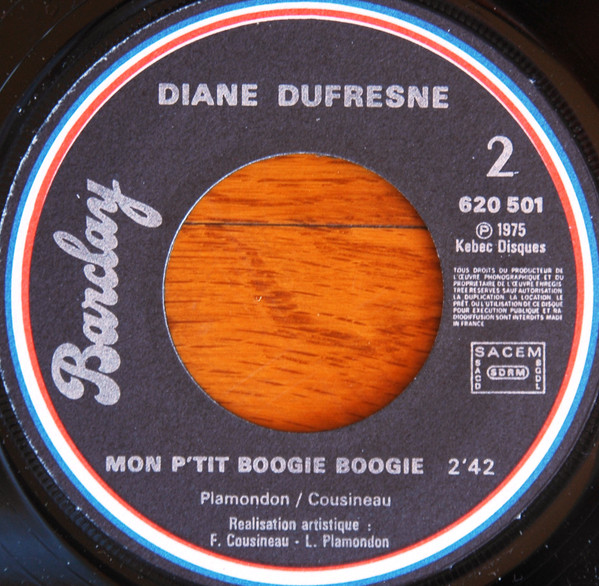 DIANE DUFRESNE
Barclay
2
620 501
Ⓟ 1975
Kebec Disques
TOUS DROITS DU PRODUCTEUR DE
L'ŒUVRE PHONOGRAPHIQUE ET DU
PROPRIETAIRE DE L'ŒUVRE ENREGIS-
TREE RESERVES SAUF AUTORISATION
LA DUPLICATION LA LOCATION LE
PRÊT OU L'UTILISATION DE CE DISQUE
POUR EXECUTION PUBLIQUE ET RA-
DIODIFFUSION SONT INTERDITS MADE
IN FRANCE
SACEM
SACD
SDRM
SGDL
MON P'TIT BOOGIE BOOGIE 2'42
Plamondon / Cousineau
Realisation artistique :
F. Cousineau - L. Plamondon